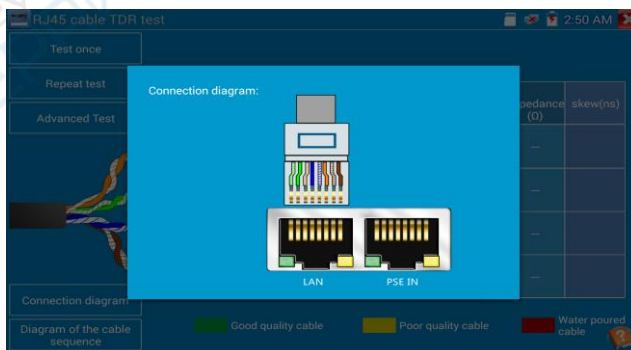 RJ45 cable TDR test
2:50 AM
Test once
Repeat test
Advanced Test
Connection diagram:
LAN
PSE IN
pedance
(Ω)
skew(ns)
--
--
--
--
Connection diagram
Diagram of the cable
sequence
Good quality cable
Poor quality cable
Water poured
cable
?